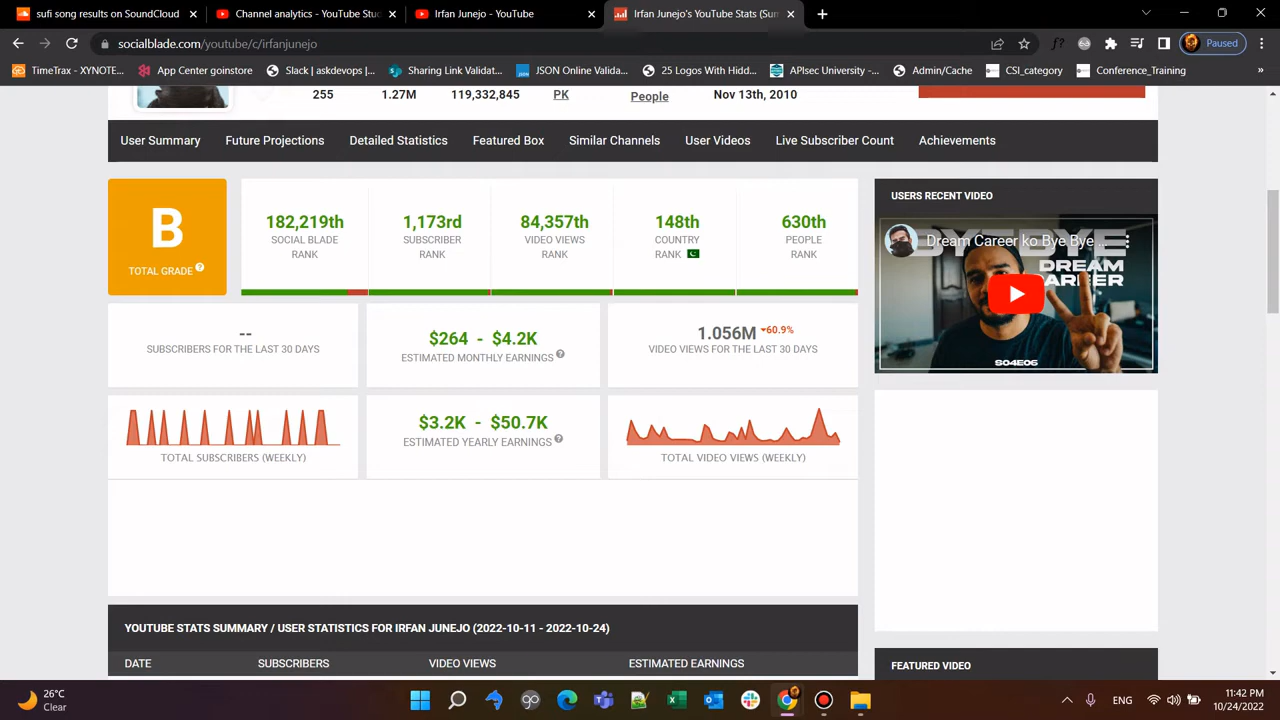 sufi song results on SoundCloud
Channel analytics - YouTube Stu
Irfan Junejo - YouTube
Irfan Junejo's YouTube Stats (Sum
socialblade.com/youtube/c/irfanjunejo
Paused
TimeTrax – XYNOTE...
App Center goinstore
Slack | askdevops |...
Sharing Link Validat...
JSON Online Valida...
25 Logos With Hidd...
APIsec University -...
Admin/Cache
CSI_category
Conference_Training
255
1.27M
119,332,845
PK
People
Nov 13th, 2010
User Summary
Future Projections
Detailed Statistics
Featured Box
Similar Channels
User Videos
Live Subscriber Count
Achievements
B
TOTAL GRADE
182,219th
SOCIAL BLADE
RANK
1,173rd
SUBSCRIBER
RANK
84,357th
VIDEO VIEWS
RANK
148th
COUNTRY
RANK
630th
PEOPLE
RANK
USERS RECENT VIDEO
Dream Career ko Bye Bye ...
BYEBYE
DREAM
CAREER
S04E06
--
SUBSCRIBERS FOR THE LAST 30 DAYS
$264 - $4.2K
ESTIMATED MONTHLY EARNINGS
1.056M 60.9%
VIDEO VIEWS FOR THE LAST 30 DAYS
TOTAL SUBSCRIBERS (WEEKLY)
$3.2K - $50.7K
ESTIMATED YEARLY EARNINGS
TOTAL VIDEO VIEWS (WEEKLY)
YOUTUBE STATS SUMMARY / USER STATISTICS FOR IRFAN JUNEJO (2022-10-11 - 2022-10-24)
DATE
SUBSCRIBERS
VIDEO VIEWS
ESTIMATED EARNINGS
FEATURED VIDEO
26°C
Clear
ENG
11:42 PM
10/24/2022